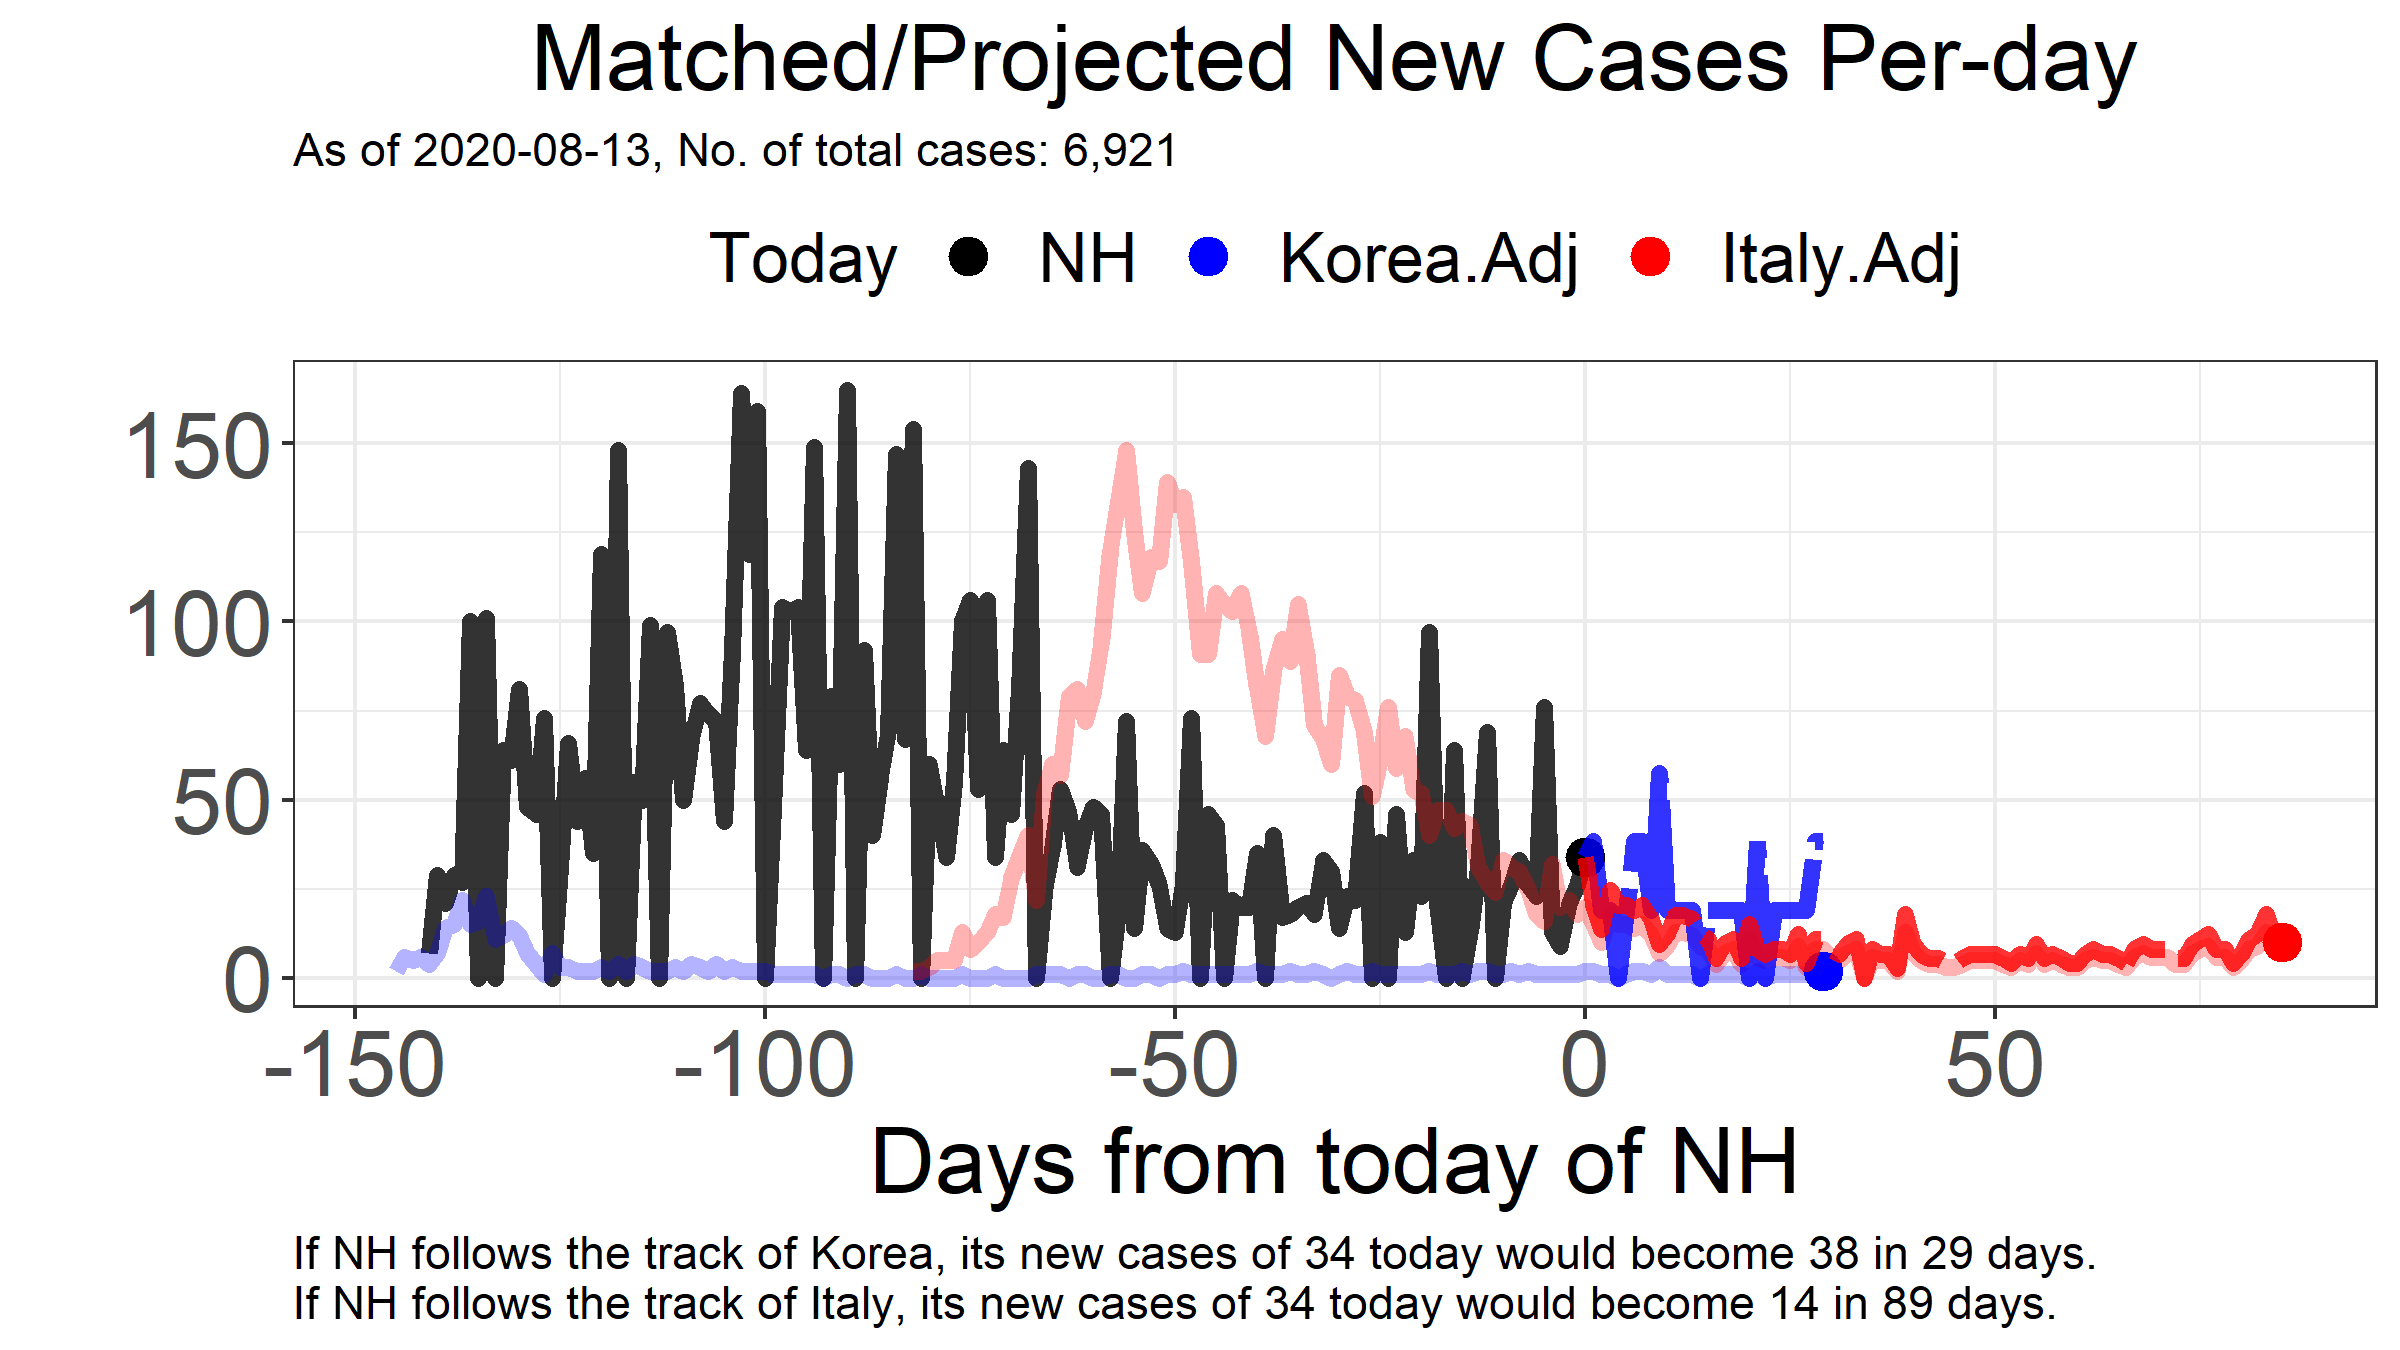 Matched/Projected New Cases Per-day
As of 2020-08-13, No. of total cases: 6,921
Today NH Korea.Adj Italy.Adj
150
100
50
0
-150 -100 -50 0 50
Days from today of NH
If NH follows the track of Korea, its new cases of 34 today would become 38 in 29 days.
If NH follows the track of Italy, its new cases of 34 today would become 14 in 89 days.